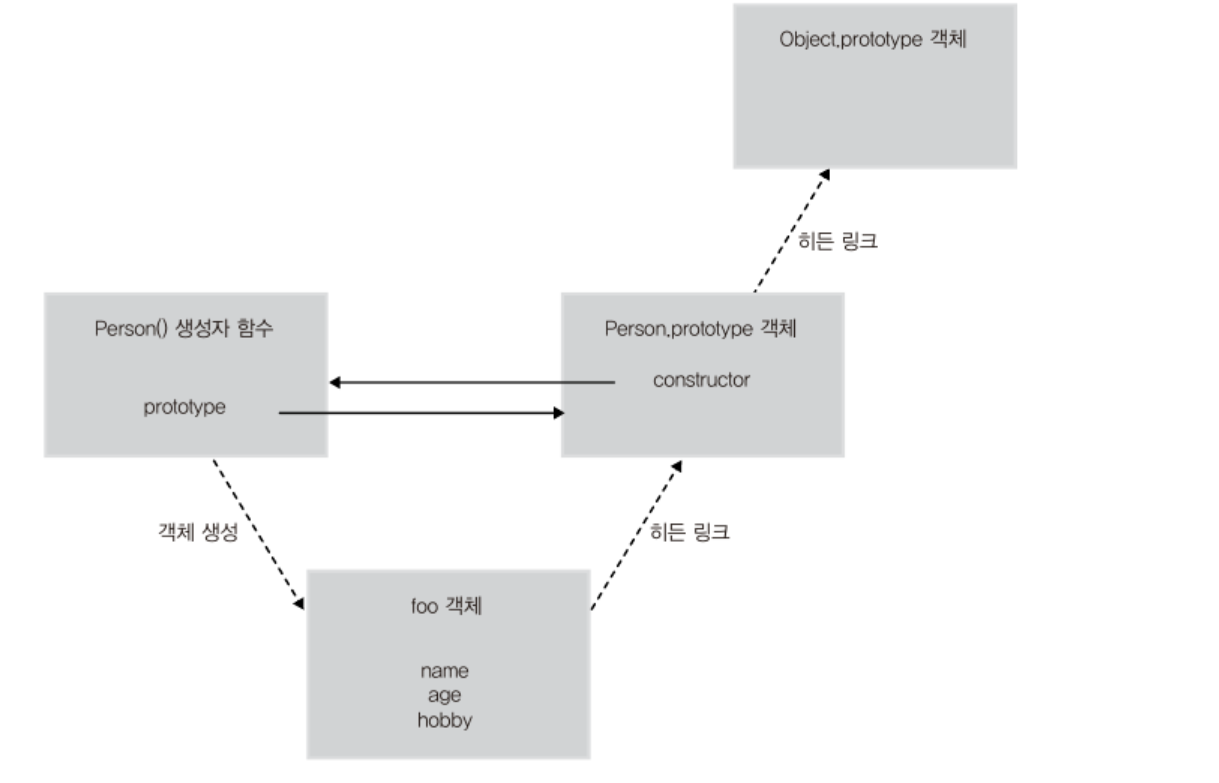 Object.prototype 객체
히든 링크
Person() 생성자 함수
prototype
Person.prototype 객체
constructor
객체 생성
히든 링크
foo 객체
name
age
hobby